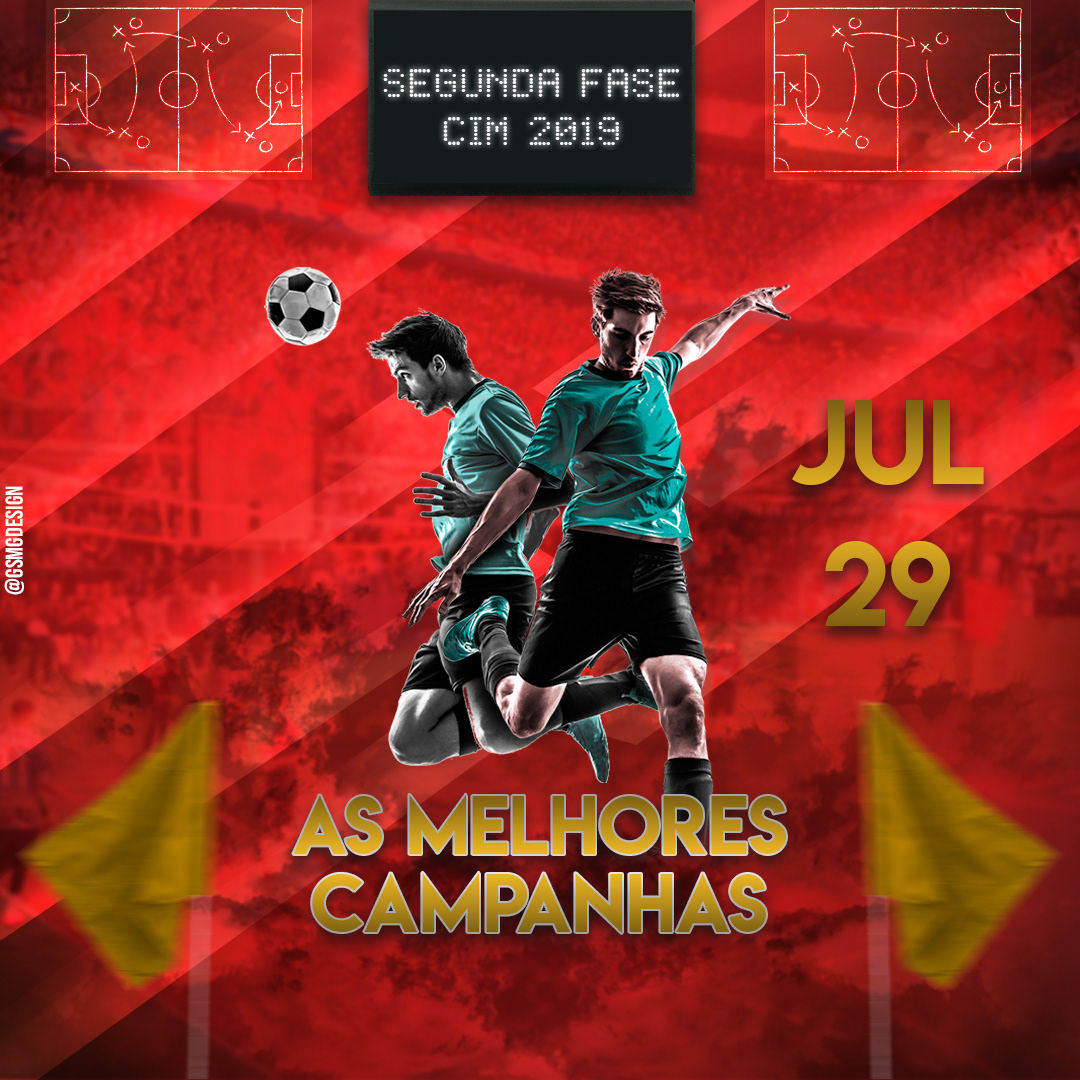 SEGUNDA FASE
CIM 2019
JUL
29
@GSMGDESIGN
AS MELHORES
CAMPANHAS